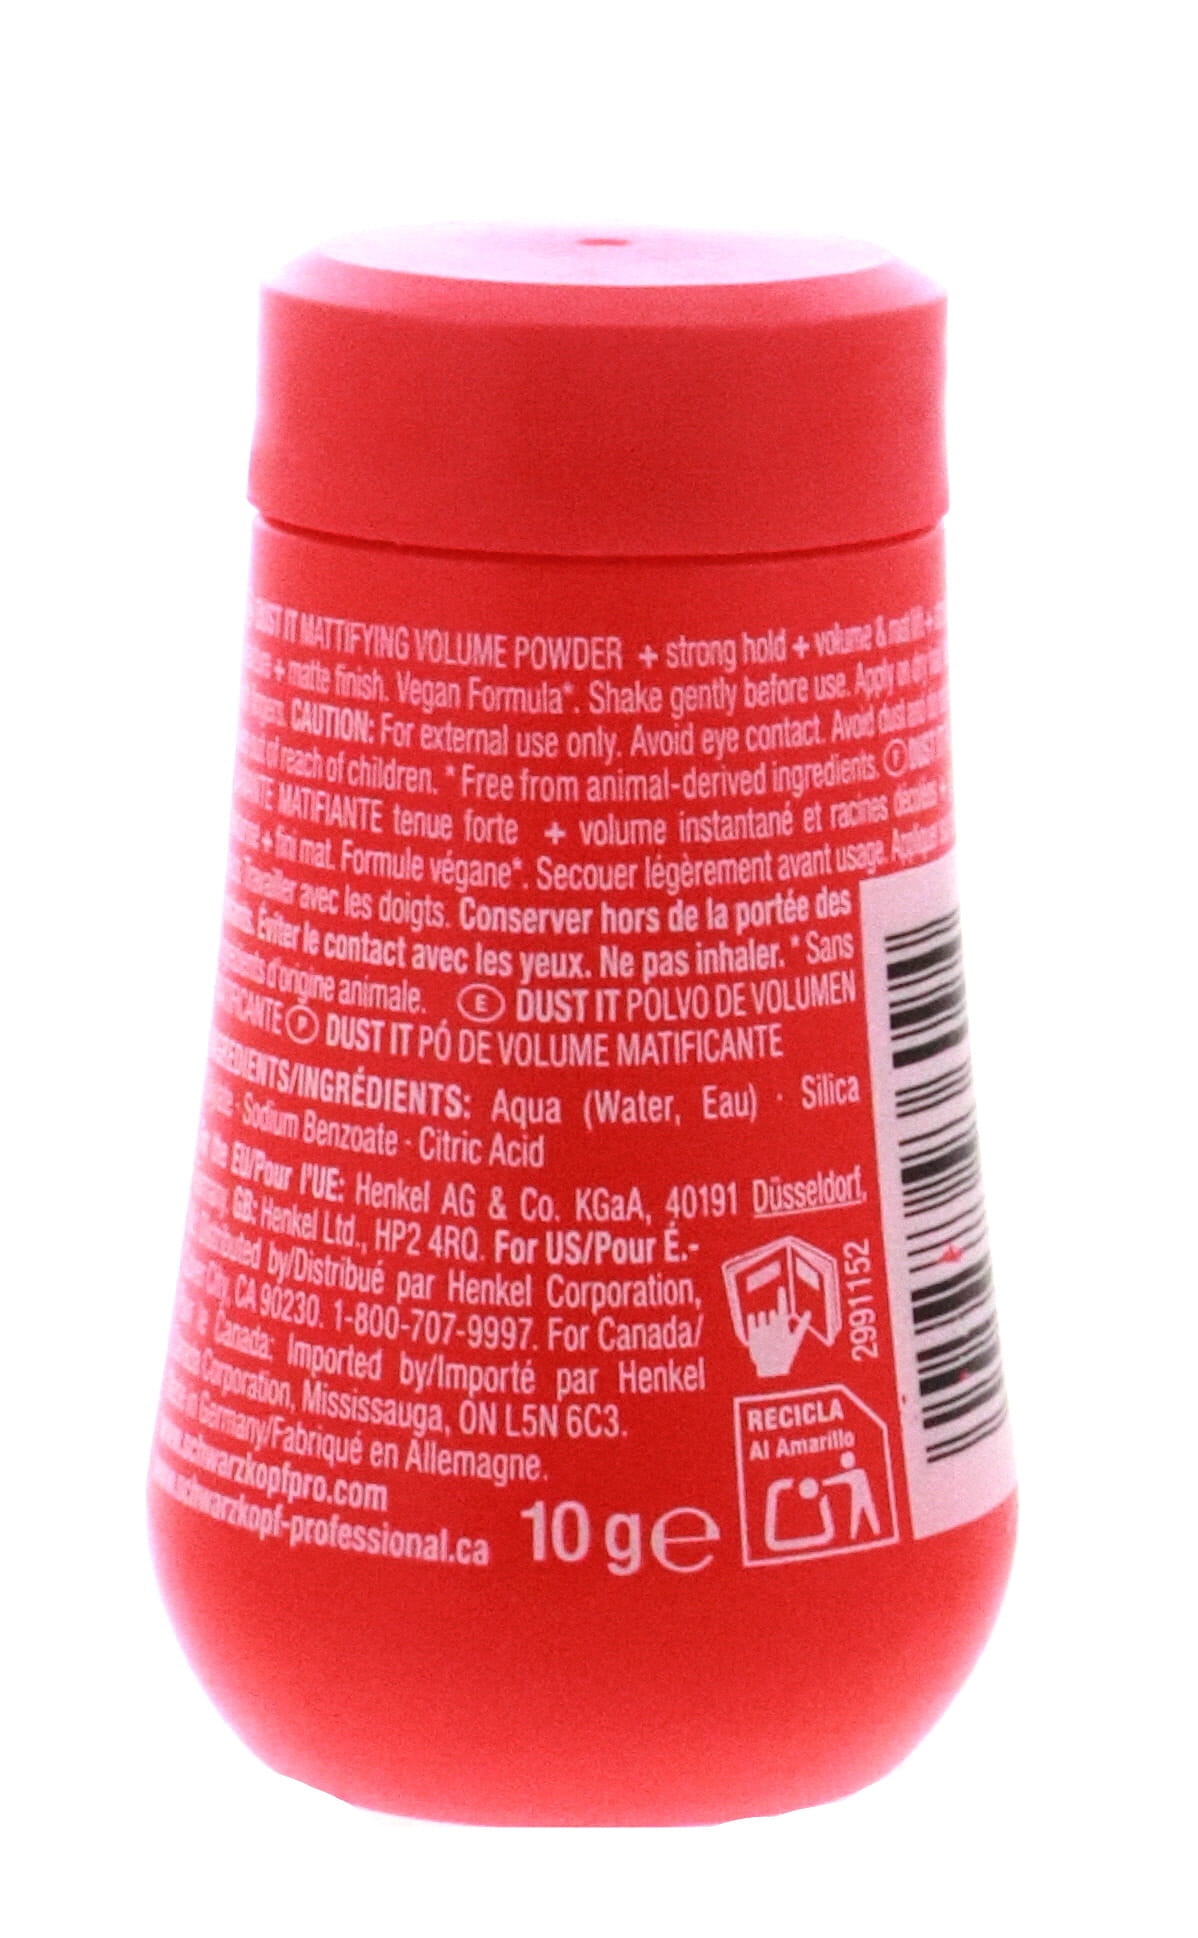 DUST IT MATTIFYING VOLUME POWDER + strong hold + volume & mat lift +
+ matte finish. Vegan Formula*. Shake gently before use. Apply on dry
CAUTION: For external use only. Avoid eye contact. Avoid dust
of reach of children. *Free from animal-derived ingredients. F DUST IT
MATIFIANTE tenue forte + volume instantané et racines décollées +
+ fini mat. Formule végane*. Secouer légèrement avant usage.
avec les doigts. Conserver hors de la portée des
Éviter le contact avec les yeux. Ne pas inhaler. * Sans
d'origine animale. E DUST IT POLVO DE VOLUMEN
P DUST IT PÓ DE VOLUME MATIFICANTE
INGREDIENTS/INGRÉDIENTS: Aqua (Water, Eau) · Silica
· Sodium Benzoate · Citric Acid
the EU/Pour l'UE: Henkel AG & Co. KGaA, 40191 Düsseldorf,
GB: Henkel Ltd., HP2 4RQ. For US/Pour É.-
by/Distribué par Henkel Corporation,
City, CA 90230. 1-800-707-9997. For Canada/
Canada: Imported by/Importé par Henkel
Corporation, Mississauga, ON L5N 6C3.
in Germany/Fabriqué en Allemagne.
www.schwarzkopfpro.com
www.schwarzkopf-professional.ca
10 g e
2991152
RECICLA
Al Amarillo